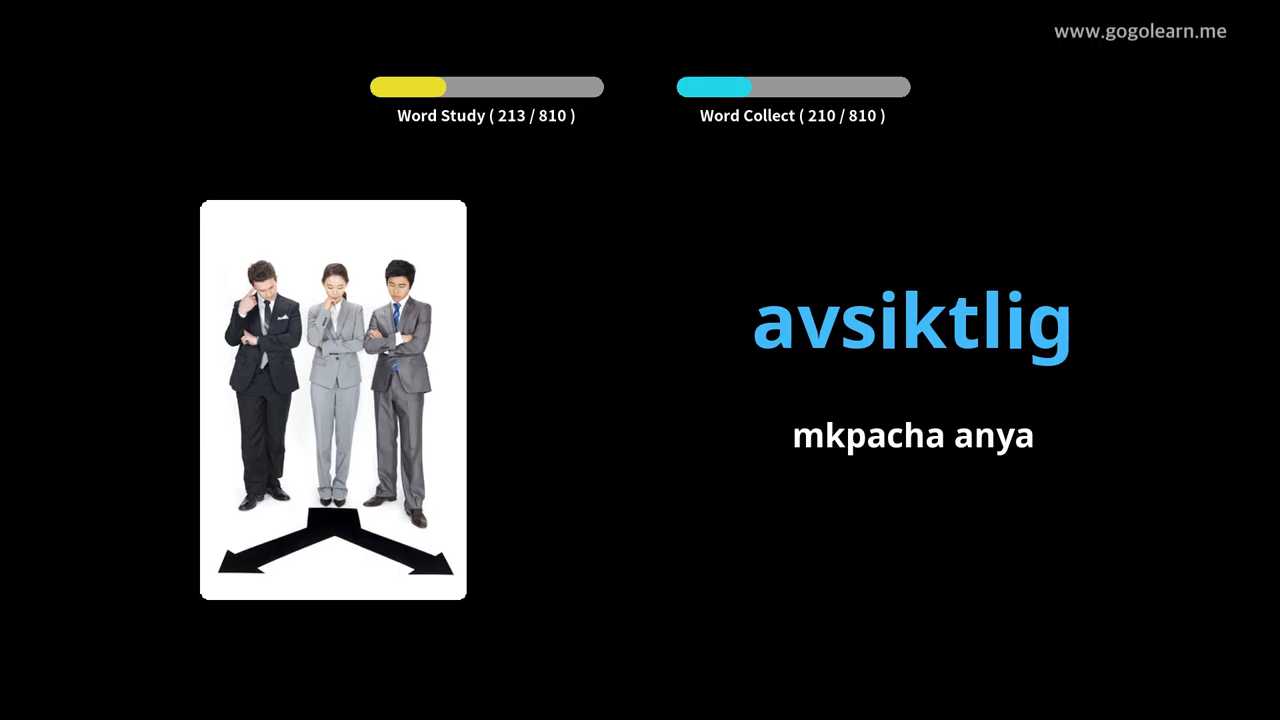 www.gogolearn.me
Word Study ( 213 / 810 )
Word Collect ( 210 / 810 )
avsiktlig
mkpacha anya